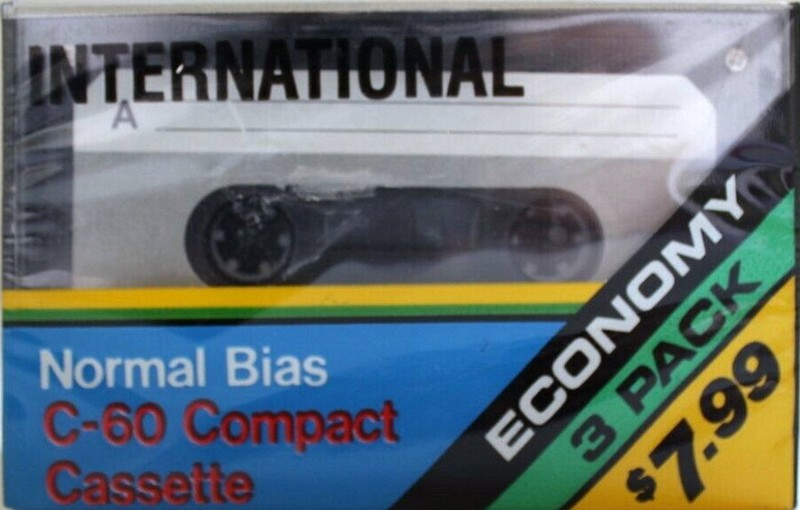 INTERNATIONAL
A
Normal Bias
C-60 Compact
Cassette
ECONOMY
3 PACK
$7.99